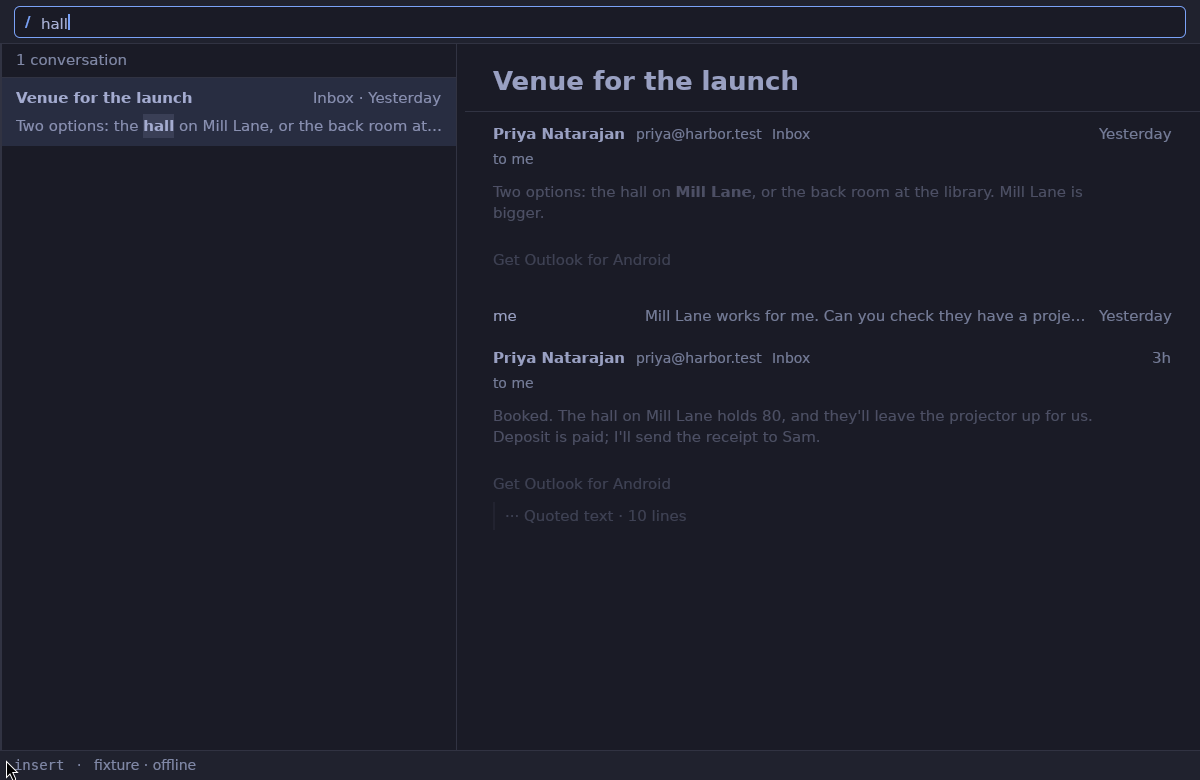 / hall
1 conversation
Venue for the launch Inbox · Yesterday
Two options: the hall on Mill Lane, or the back room at…
Venue for the launch
Priya Natarajan priya@harbor.test Inbox Yesterday
to me
Two options: the hall on Mill Lane, or the back room at the library. Mill Lane is
bigger.
Get Outlook for Android
me Mill Lane works for me. Can you check they have a proje… Yesterday
Priya Natarajan priya@harbor.test Inbox 3h
to me
Booked. The hall on Mill Lane holds 80, and they'll leave the projector up for us.
Deposit is paid; I'll send the receipt to Sam.
Get Outlook for Android
··· Quoted text · 10 lines
insert · fixture · offline